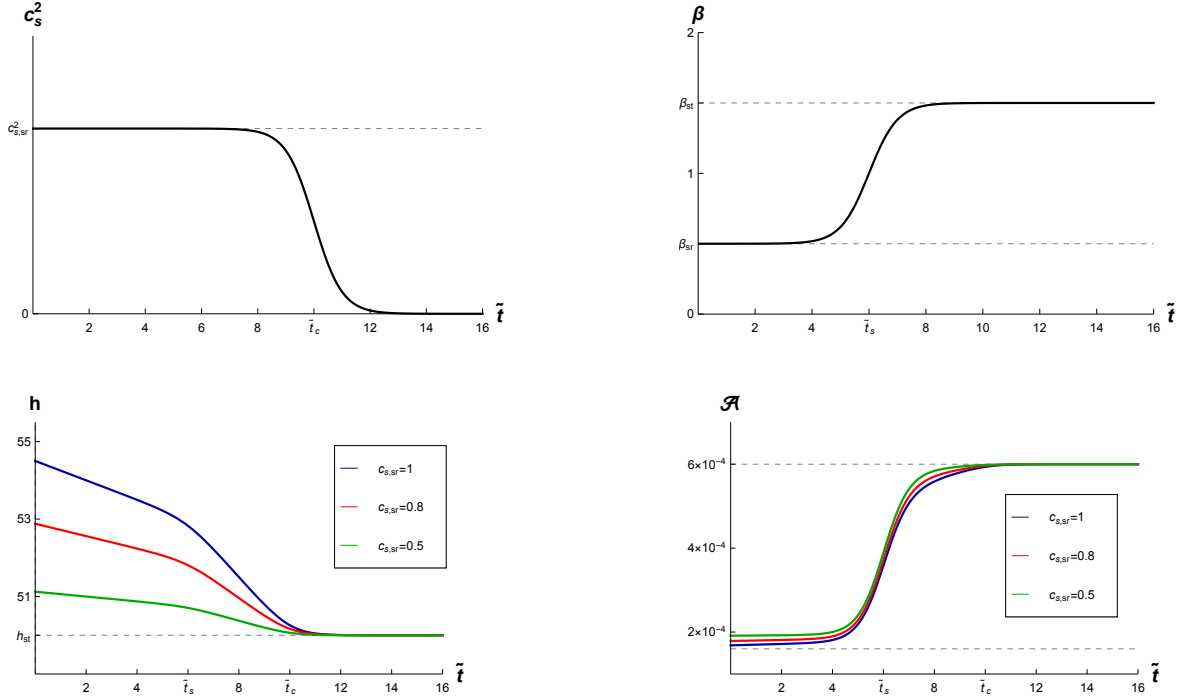 c_s^2
c_{s,sr}^2
0
2 4 6 8 t̃_c 12 14 16 t̃
β
2
β_st
1
β_sr
0
2 4 t̃_s 8 10 12 14 16 t̃
h
55
53
51
h_st
2 4 t̃_s 8 t̃_c 12 14 16 t̃
c_{s,sr}=1
c_{s,sr}=0.8
c_{s,sr}=0.5
𝒜
6×10^{-4}
4×10^{-4}
2×10^{-4}
2 4 t̃_s 8 t̃_c 12 14 16 t̃
c_{s,sr}=1
c_{s,sr}=0.8
c_{s,sr}=0.5